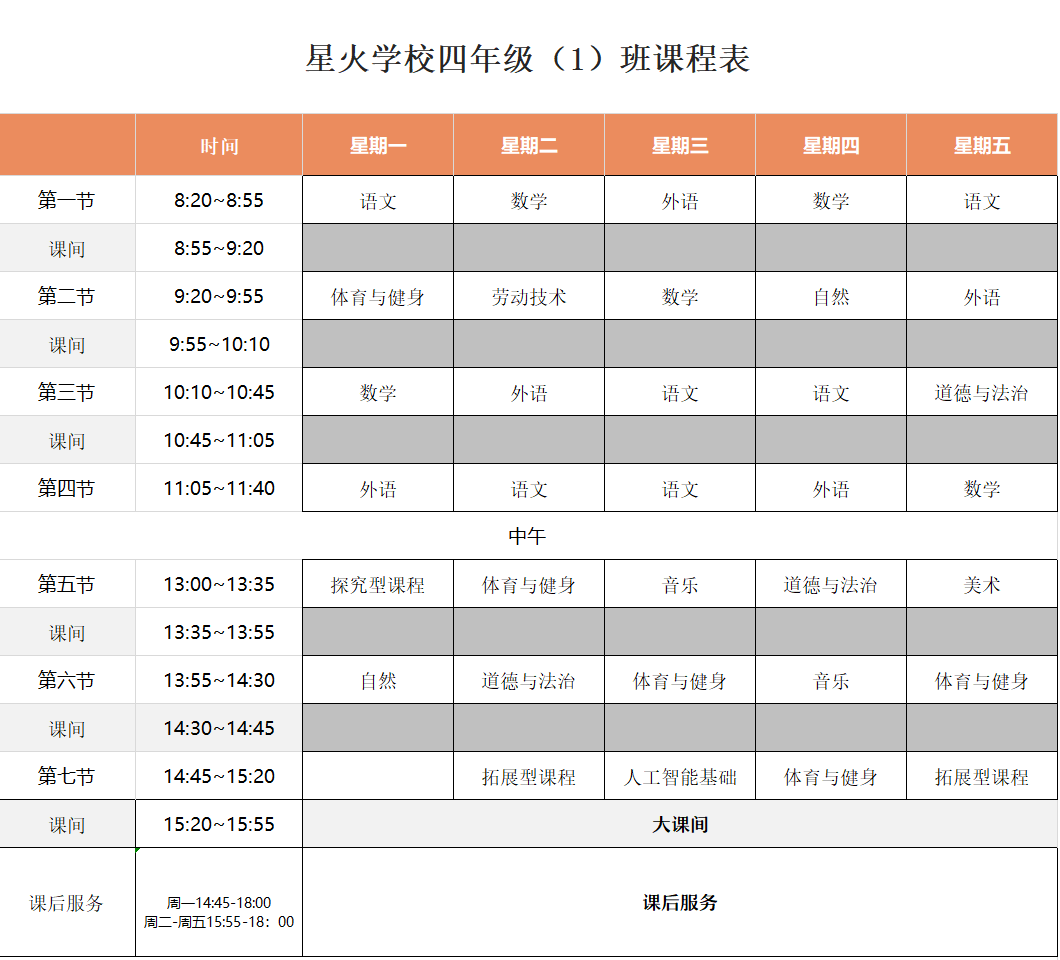 星火学校四年级（1）班课程表
时间 星期一 星期二 星期三 星期四 星期五
第一节 8:20~8:55 语文 数学 外语 数学 语文
课间 8:55~9:20
第二节 9:20~9:55 体育与健身 劳动技术 数学 自然 外语
课间 9:55~10:10
第三节 10:10~10:45 数学 外语 语文 语文 道德与法治
课间 10:45~11:05
第四节 11:05~11:40 外语 语文 语文 外语 数学
中午
第五节 13:00~13:35 探究型课程 体育与健身 音乐 道德与法治 美术
课间 13:35~13:55
第六节 13:55~14:30 自然 道德与法治 体育与健身 音乐 体育与健身
课间 14:30~14:45
第七节 14:45~15:20 拓展型课程 人工智能基础 体育与健身 拓展型课程
课间 15:20~15:55 大课间
课后服务 周一14:45-18:00 课后服务
周二-周五15:55-18：00